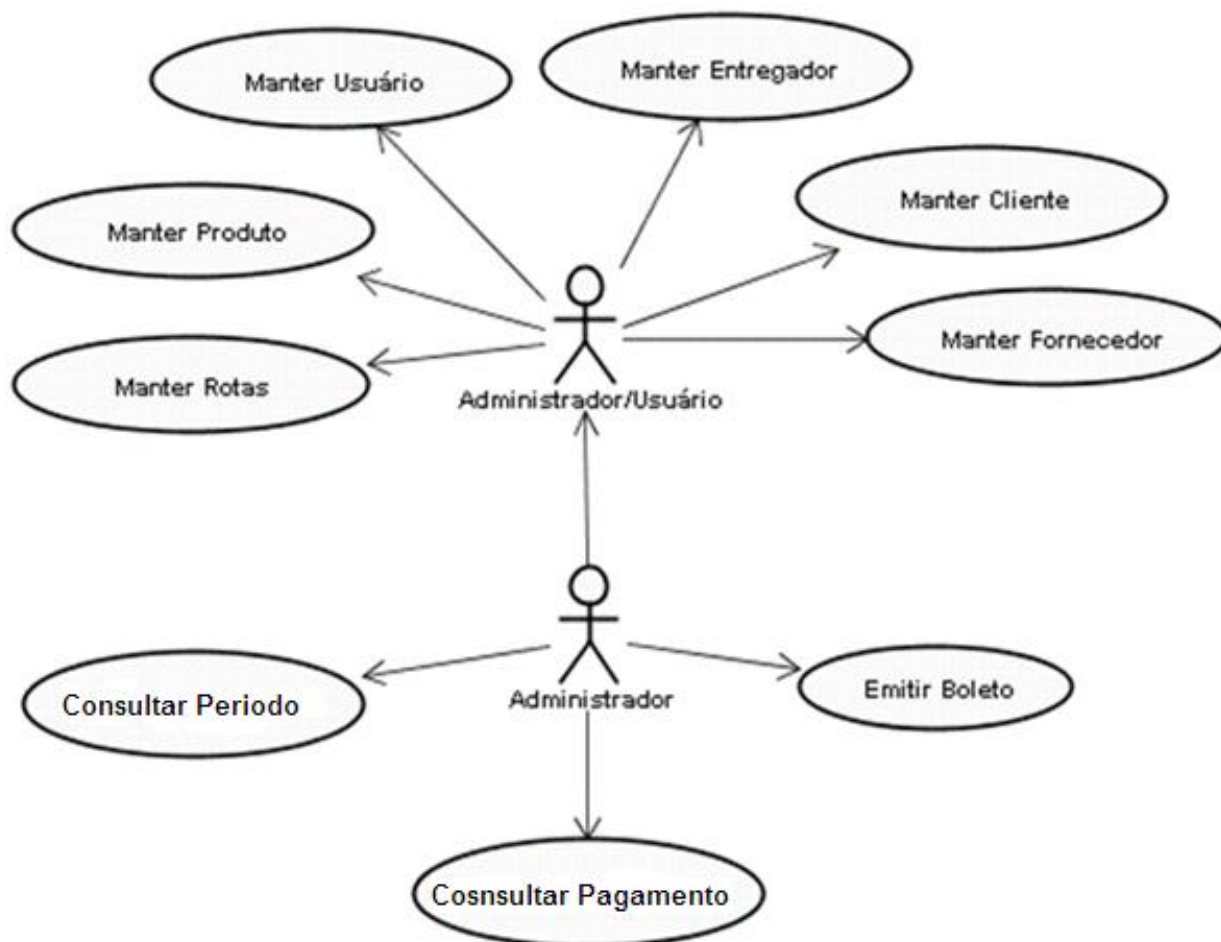 Manter Usuário
Manter Entregador
Manter Produto
Manter Cliente
Manter Rotas
Manter Fornecedor
Administrador/Usuário
Consultar Periodo
Administrador
Emitir Boleto
Cosnsultar Pagamento